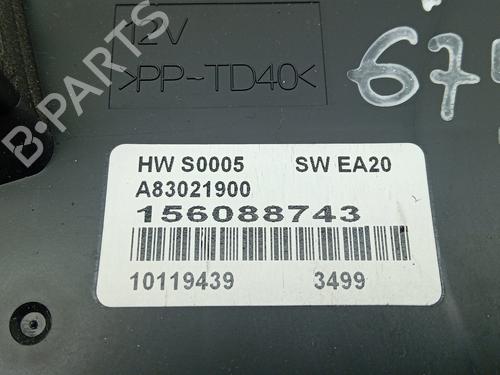 12V
>PP-TD40<
67
B-PARTS
HW S0005 SW EA20
A83021900
156088743
10119439 3499